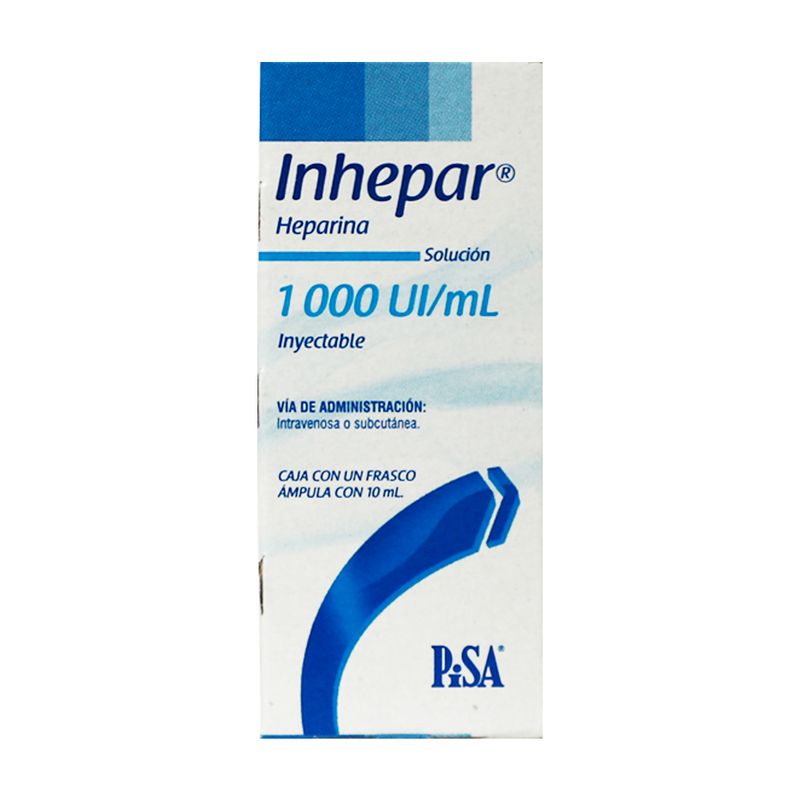 Inhepar®
Heparina
Solución
1 000 UI/mL
Inyectable
VÍA DE ADMINISTRACIÓN:
Intravenosa o subcutánea.
CAJA CON UN FRASCO
ÁMPULA CON 10 mL.
PiSA®